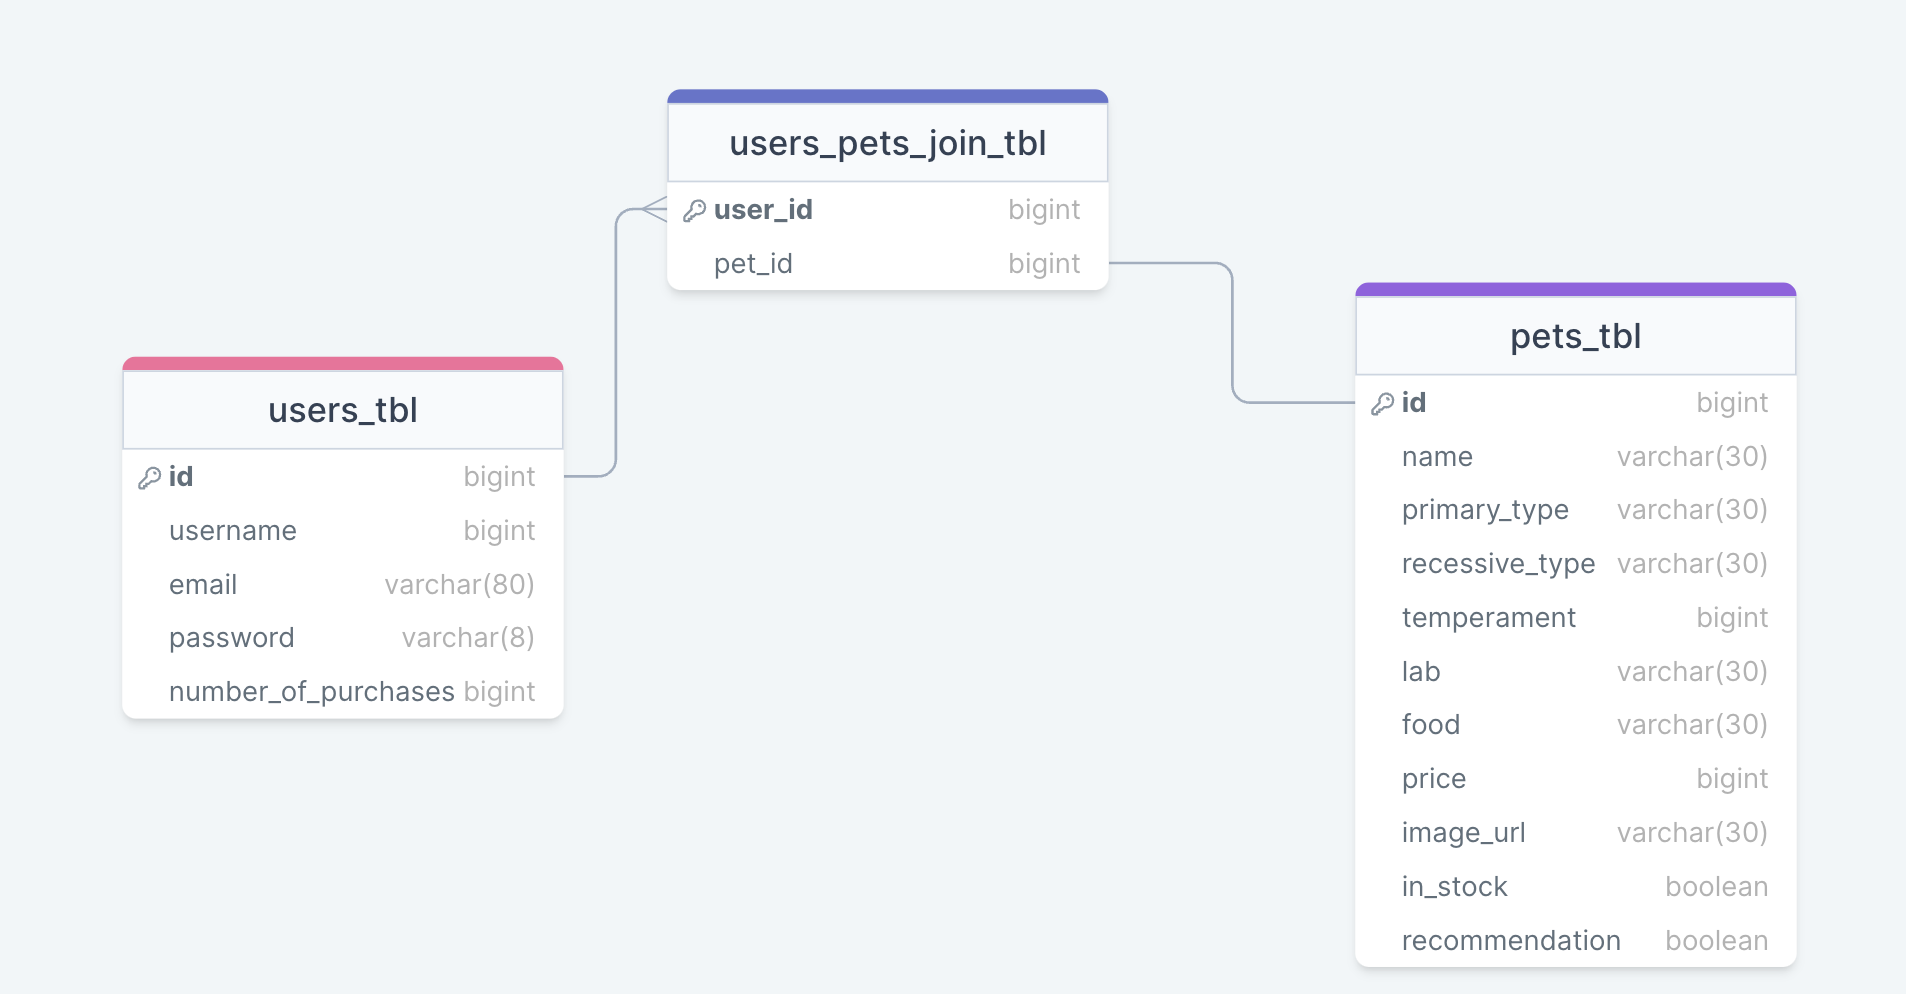 users_pets_join_tbl
user_id bigint
pet_id bigint
users_tbl
id bigint
username bigint
email varchar(80)
password varchar(8)
number_of_purchases bigint
pets_tbl
id bigint
name varchar(30)
primary_type varchar(30)
recessive_type varchar(30)
temperament bigint
lab varchar(30)
food varchar(30)
price bigint
image_url varchar(30)
in_stock boolean
recommendation boolean